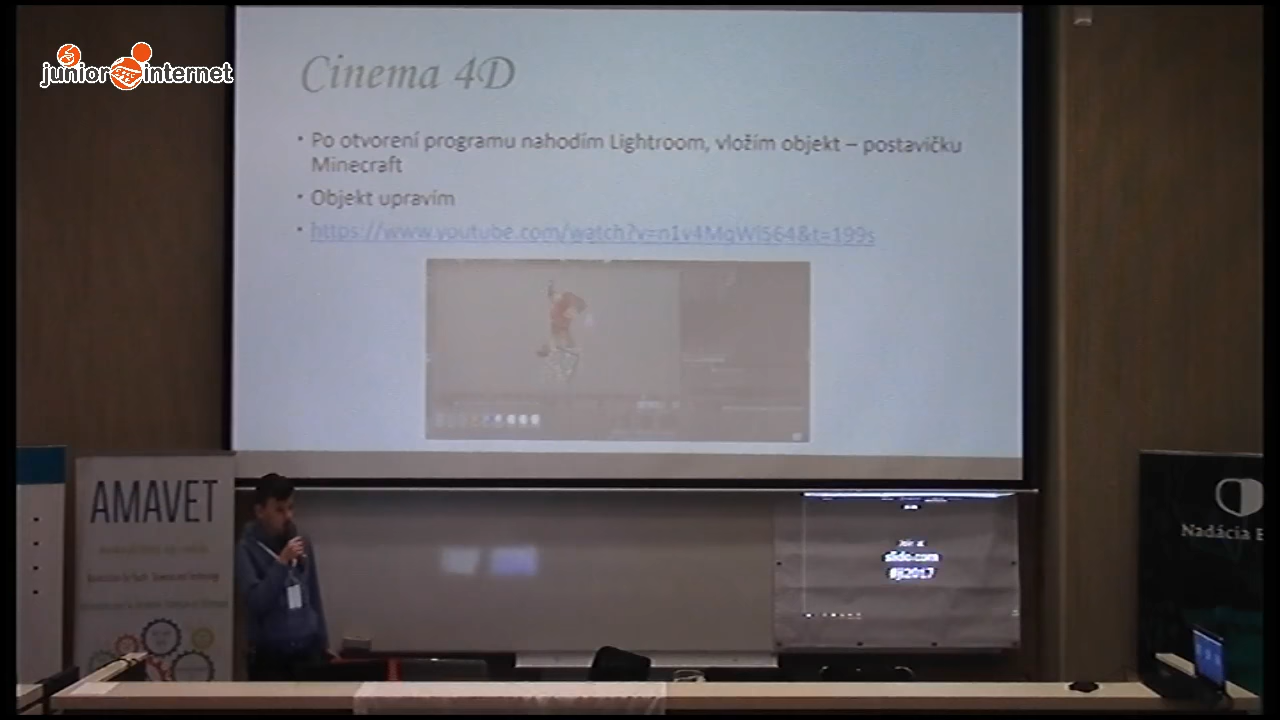 junior internet
Cinema 4D
• Po otvorení programu nahodím Lightroom, vložím objekt – postavičku
Minecraft
• Objekt upravím
• https://www.youtube.com/watch?v=n1v4MgWi564&t=199s
AMAVET
slido.com
#ji2017
Nadácia